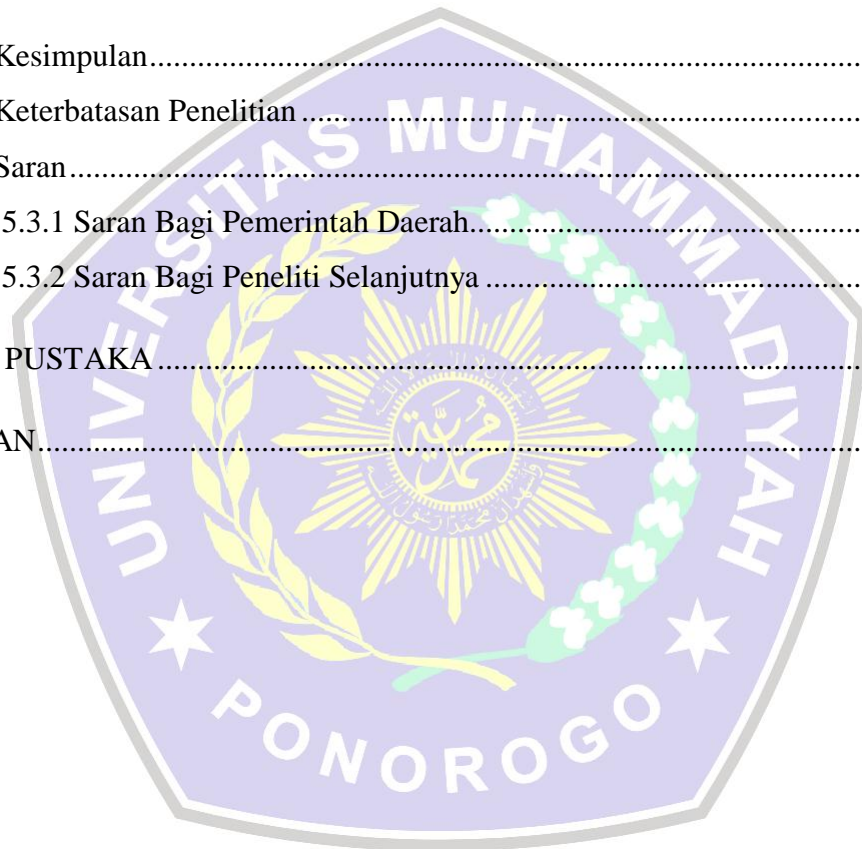 Kesimpulan..........................................................................................
Keterbatasan Penelitian ......................................................................
Saran...................................................................................................
5.3.1 Saran Bagi Pemerintah Daerah.................................................
5.3.2 Saran Bagi Peneliti Selanjutnya ...............................................
PUSTAKA .........................................................................................
AN.......................................................................................................
UNIVERSITAS MUHAMMADIYAH
PONOROGO
محمدية